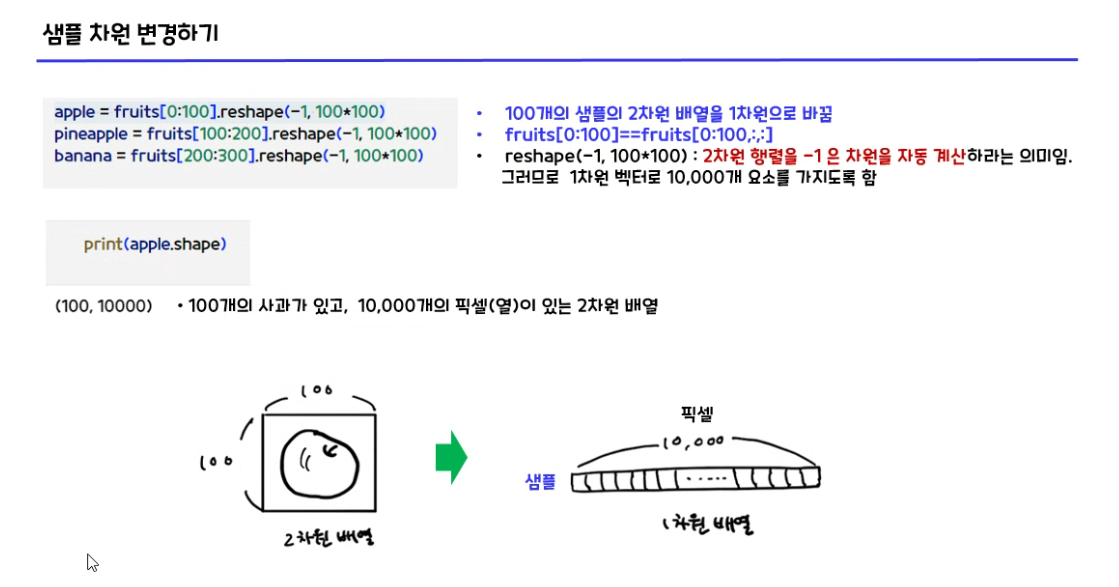 샘플 차원 변경하기
apple = fruits[0:100].reshape(-1, 100*100)
pineapple = fruits[100:200].reshape(-1, 100*100)
banana = fruits[200:300].reshape(-1, 100*100)
• 100개의 샘플의 2차원 배열을 1차원으로 바꿈
• fruits[0:100]==fruits[0:100,:,:]
• reshape(-1, 100*100) : 2차원 행렬을 -1 은 차원을 자동 계산하라는 의미임.
그러므로 1차원 벡터로 10,000개 요소를 가지도록 함
print(apple.shape)
(100, 10000) • 100개의 사과가 있고, 10,000개의 픽셀(열)이 있는 2차원 배열
100
100
2차원 배열
픽셀
10,000
샘플
1차원 배열